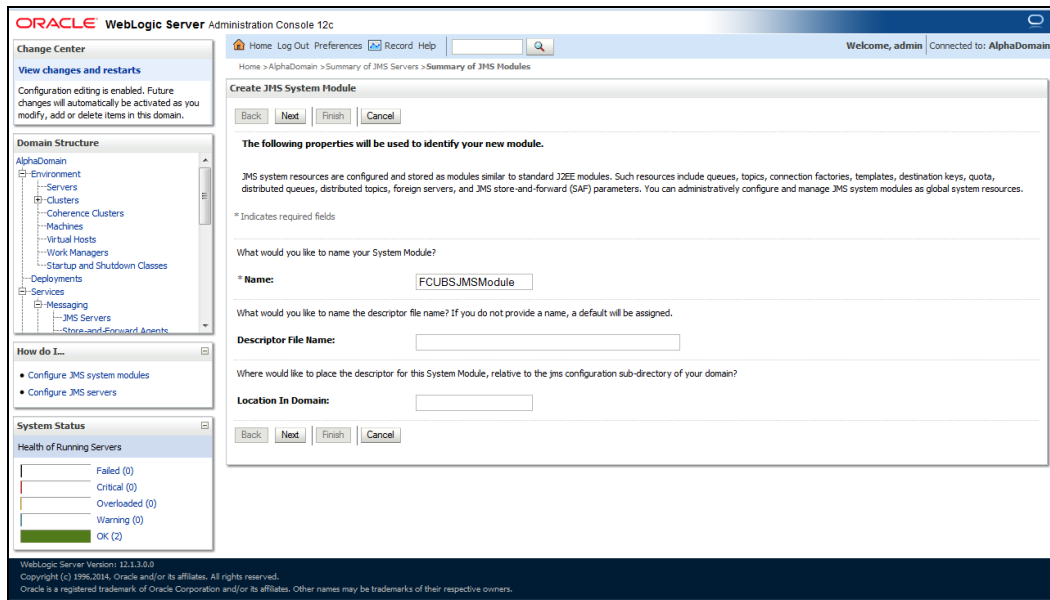 ORACLE WebLogic Server Administration Console 12c
Change Center
View changes and restarts
Configuration editing is enabled. Future
changes will automatically be activated as you
modify, add or delete items in this domain.
Domain Structure
AlphaDomain
Environment
Servers
Clusters
Coherence Clusters
Machines
Virtual Hosts
Work Managers
Startup and Shutdown Classes
Deployments
Services
Messaging
JMS Servers
Store-and-Forward Agents
How do I...
Configure JMS system modules
Configure JMS servers
System Status
Health of Running Servers
Failed (0)
Critical (0)
Overloaded (0)
Warning (0)
OK (2)
Home Log Out Preferences Record Help
Welcome, admin Connected to: AlphaDomain
Home >AlphaDomain >Summary of JMS Servers >Summary of JMS Modules
Create JMS System Module
Back Next Finish Cancel
The following properties will be used to identify your new module.
JMS system resources are configured and stored as modules similar to standard J2EE modules. Such resources include queues, topics, connection factories, templates, destination keys, quota,
distributed queues, distributed topics, foreign servers, and JMS store-and-forward (SAF) parameters. You can administratively configure and manage JMS system modules as global system resources.
* Indicates required fields
What would you like to name your System Module?
* Name: FCUBSJMSModule
What would you like to name the descriptor file name? If you do not provide a name, a default will be assigned.
Descriptor File Name:
Where would like to place the descriptor for this System Module, relative to the jms configuration sub-directory of your domain?
Location In Domain:
Back Next Finish Cancel
WebLogic Server Version: 12.1.3.0.0
Copyright (c) 1996,2014, Oracle and/or its affiliates. All rights reserved.
Oracle is a registered trademark of Oracle Corporation and/or its affiliates. Other names may be trademarks of their respective owners.